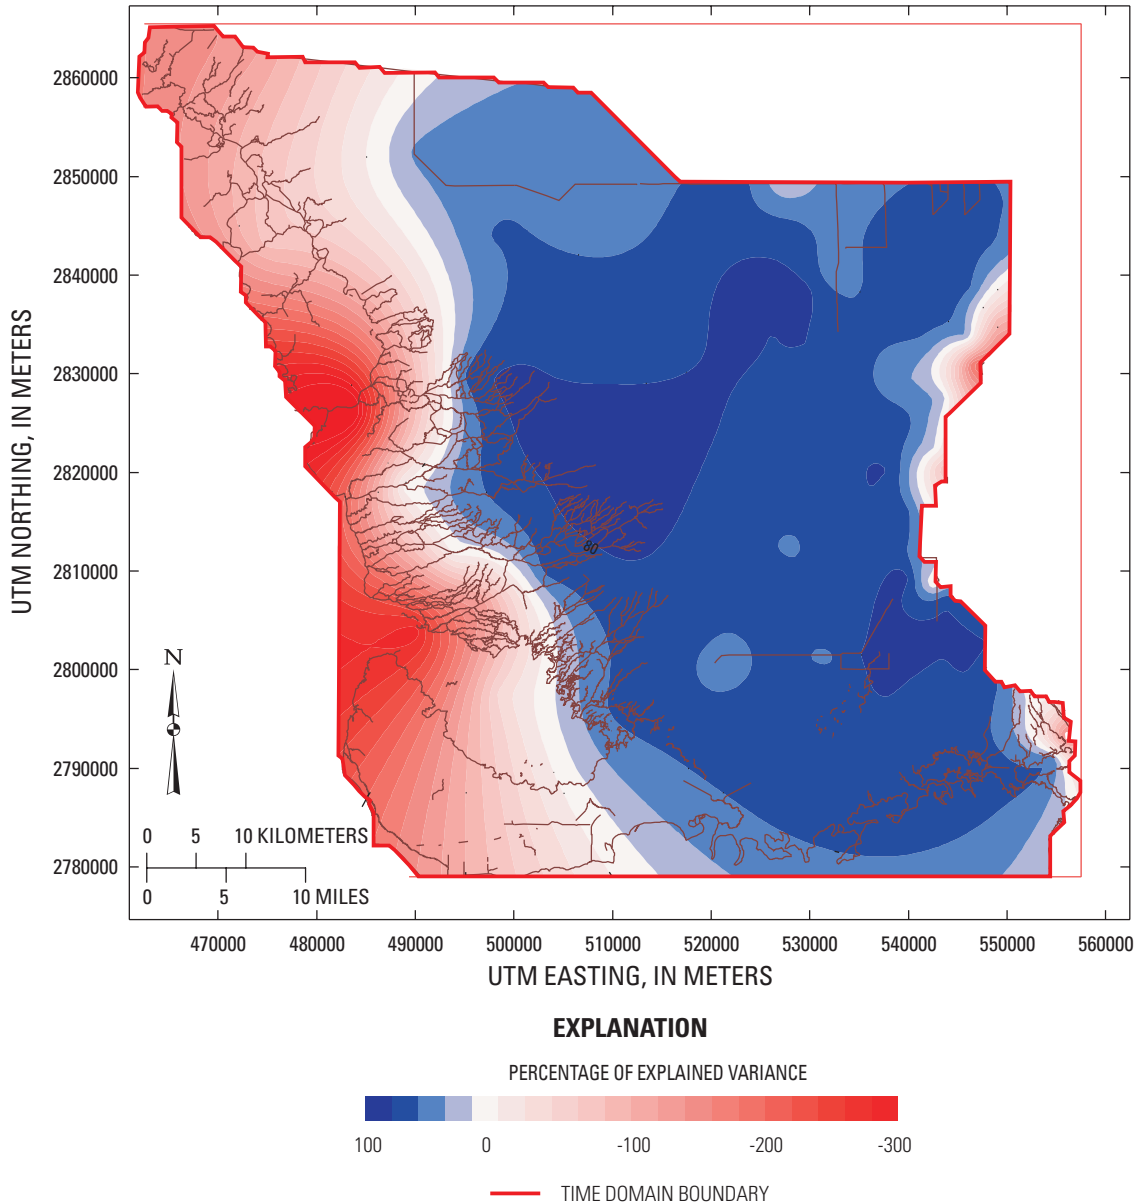 2860000
2850000
2840000
2830000
2820000
2810000
2800000
2790000
2780000
UTM NORTHING, IN METERS
80
N
0 5 10 KILOMETERS
0 5 10 MILES
470000 480000 490000 500000 510000 520000 530000 540000 550000 560000
UTM EASTING, IN METERS
EXPLANATION
PERCENTAGE OF EXPLAINED VARIANCE
100 0 -100 -200 -300
TIME DOMAIN BOUNDARY